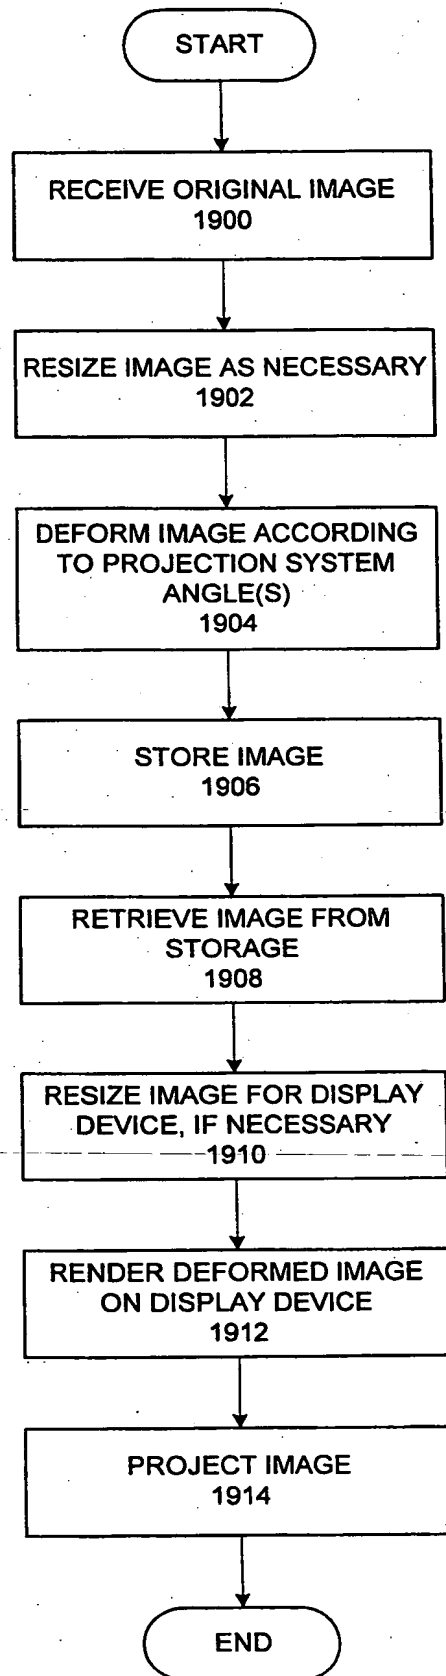 START
RECEIVE ORIGINAL IMAGE
1900
RESIZE IMAGE AS NECESSARY
1902
DEFORM IMAGE ACCORDING
TO PROJECTION SYSTEM
ANGLE(S)
1904
STORE IMAGE
1906
RETRIEVE IMAGE FROM
STORAGE
1908
RESIZE IMAGE FOR DISPLAY
DEVICE, IF NECESSARY
1910
RENDER DEFORMED IMAGE
ON DISPLAY DEVICE
1912
PROJECT IMAGE
1914
END